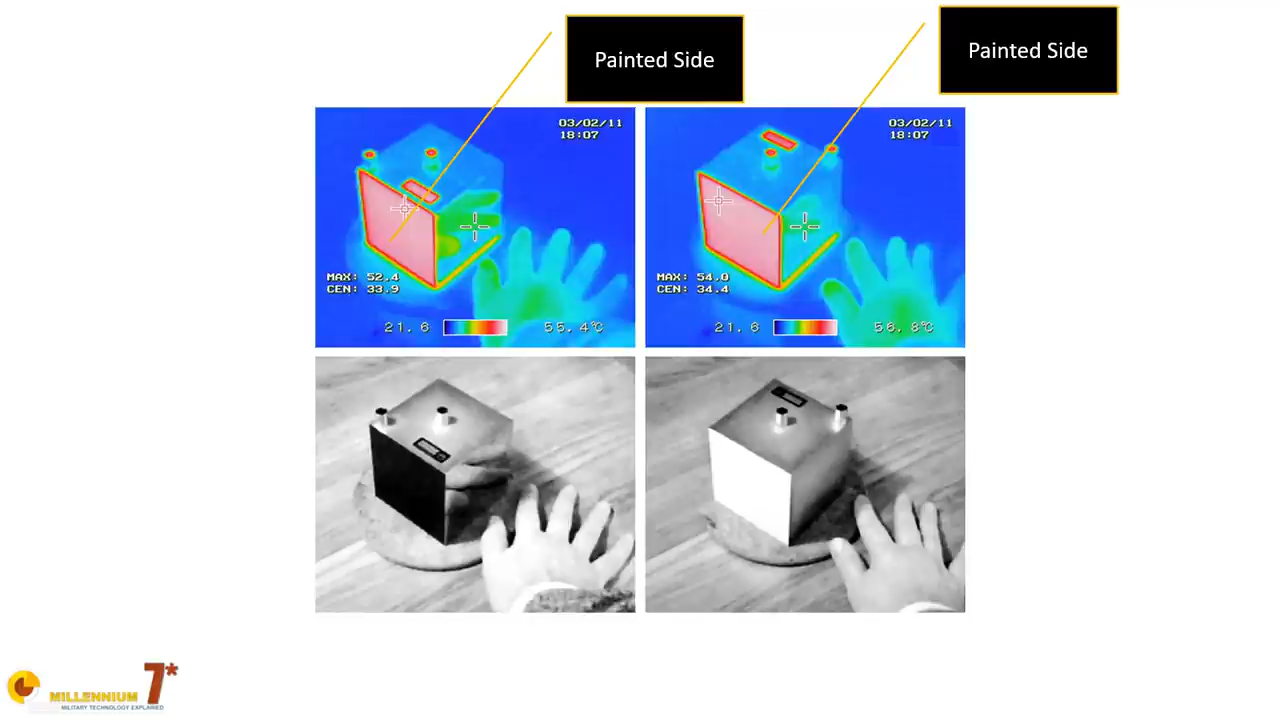 Painted Side
Painted Side
03/02/11
18:07
MAX: 52.4
CEN: 33.9
21.6
55.4°C
03/02/11
18:07
MAX: 54.0
CEN: 34.4
21.6
56.8°C
MILLENNIUM 7*
MILITARY TECHNOLOGY EXPLAINED